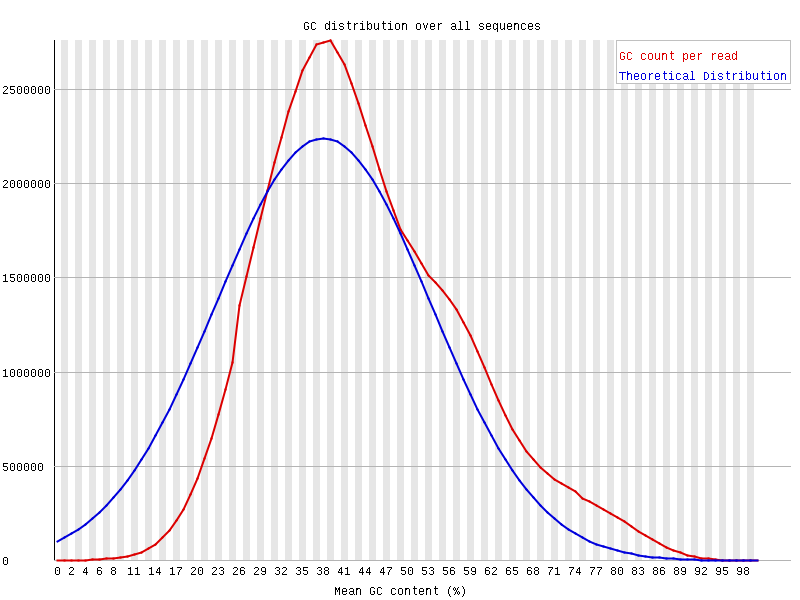 GC distribution over all sequences
GC count per read
Theoretical Distribution
2500000
2000000
1500000
1000000
500000
0
0 2 4 6 8 11 14 17 20 23 26 29 32 35 38 41 44 47 50 53 56 59 62 65 68 71 74 77 80 83 86 89 92 95 98
Mean GC content (%)